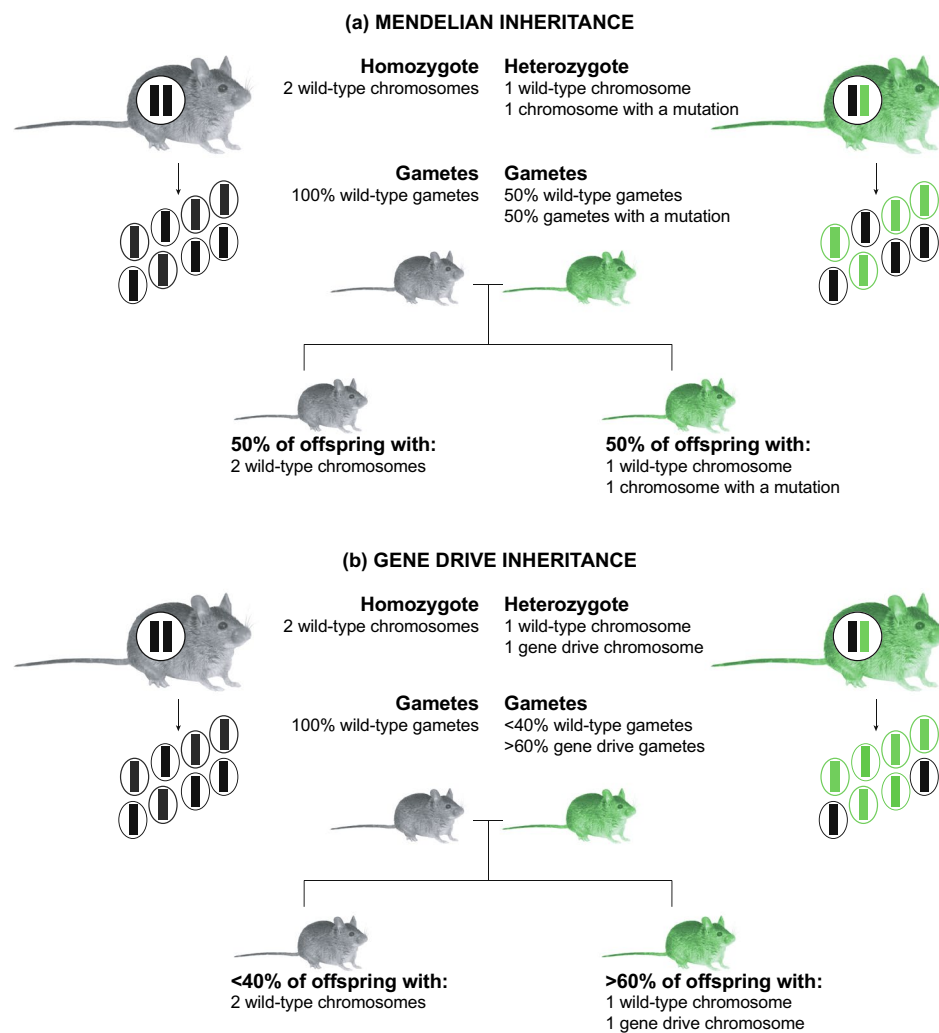 (a) MENDELIAN INHERITANCE
Homozygote
2 wild-type chromosomes
Heterozygote
1 wild-type chromosome
1 chromosome with a mutation
Gametes
100% wild-type gametes
Gametes
50% wild-type gametes
50% gametes with a mutation
50% of offspring with:
2 wild-type chromosomes
50% of offspring with:
1 wild-type chromosome
1 chromosome with a mutation
(b) GENE DRIVE INHERITANCE
Homozygote
2 wild-type chromosomes
Heterozygote
1 wild-type chromosome
1 gene drive chromosome
Gametes
100% wild-type gametes
Gametes
<40% wild-type gametes
>60% gene drive gametes
<40% of offspring with:
2 wild-type chromosomes
>60% of offspring with:
1 wild-type chromosome
1 gene drive chromosome